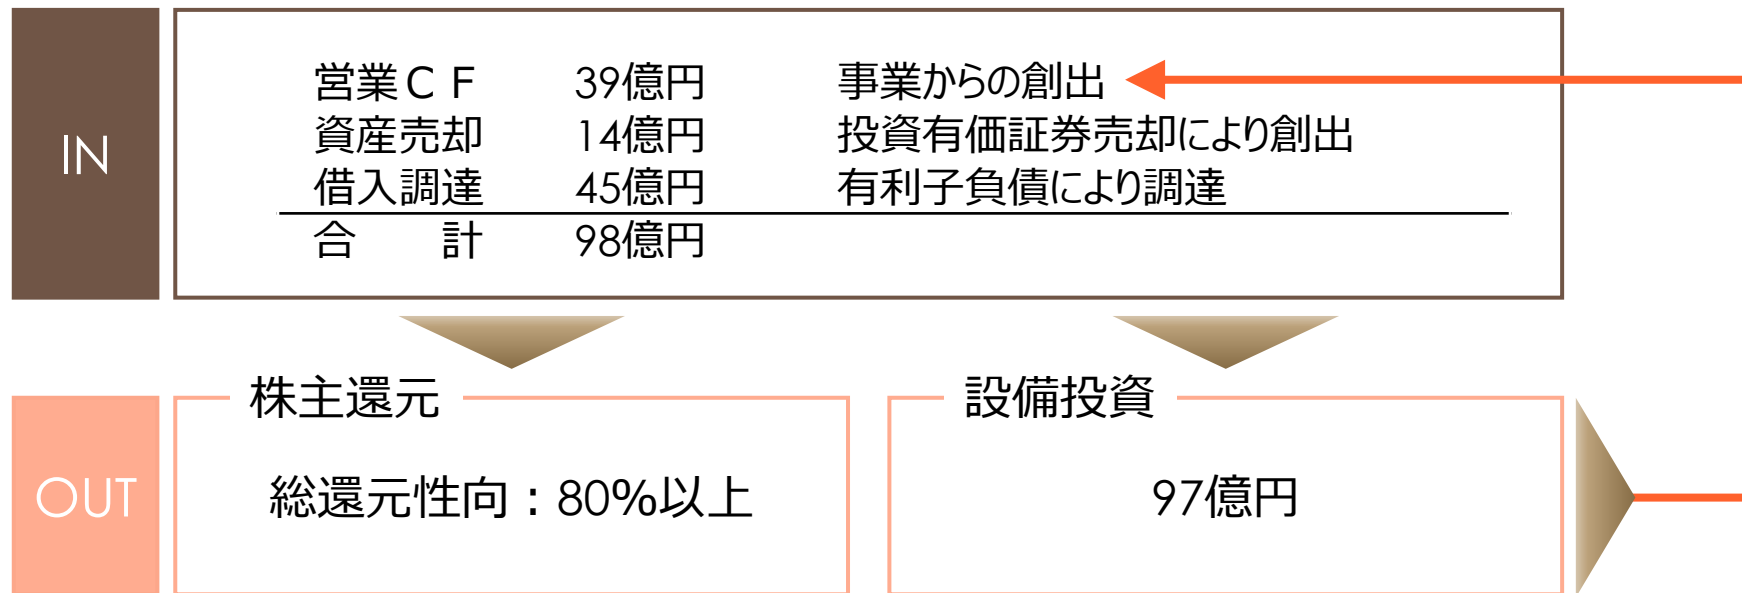 IN
営業ＣＦ 39億円 事業からの創出
資産売却 14億円 投資有価証券売却により創出
借入調達 45億円 有利子負債により調達
合　　計 98億円
OUT
株主還元
総還元性向：80%以上
設備投資
97億円